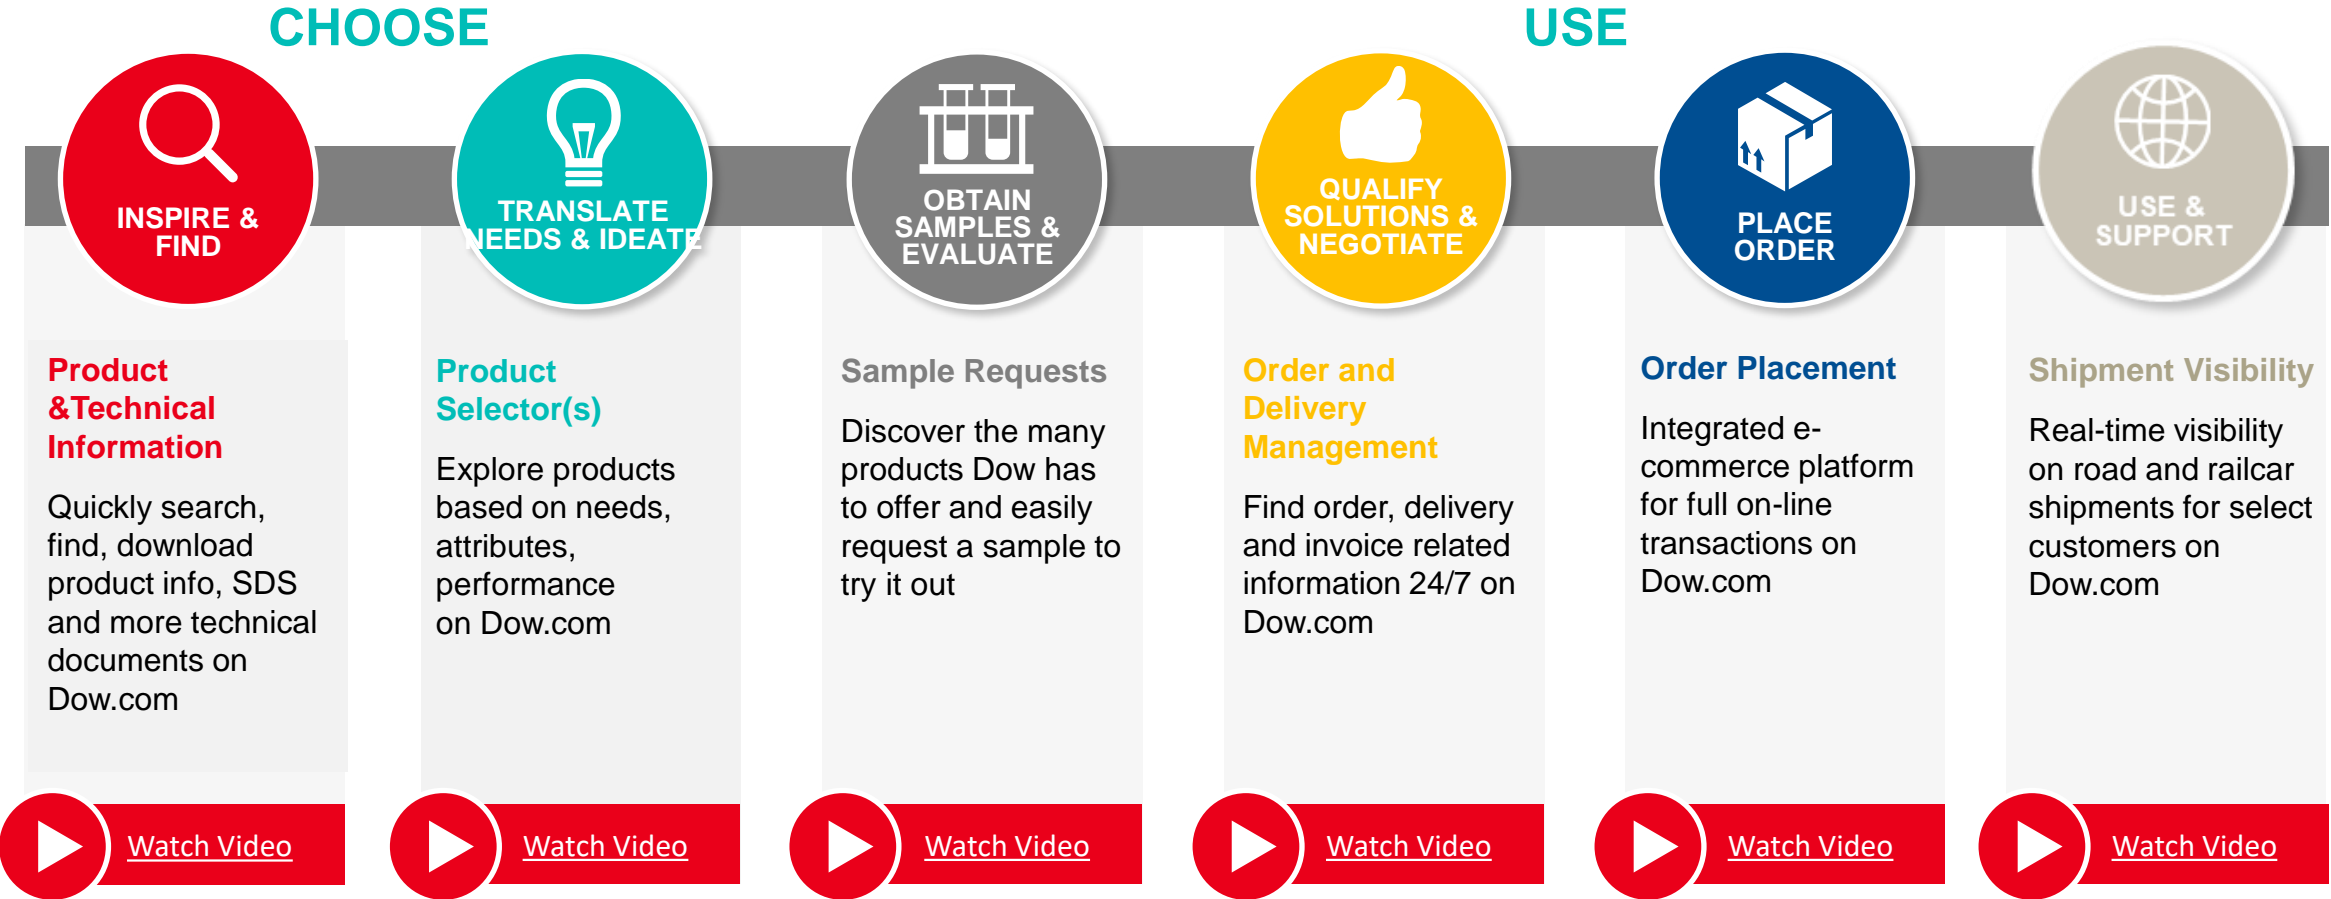 CHOOSE
USE
INSPIRE &
FIND
TRANSLATE
NEEDS & IDEATE
OBTAIN
SAMPLES &
EVALUATE
QUALIFY
SOLUTIONS &
NEGOTIATE
PLACE
ORDER
USE &
SUPPORT
Product
&Technical
Information
Quickly search,
find, download
product info, SDS
and more technical
documents on
Dow.com
Product
Selector(s)
Explore products
based on needs,
attributes,
performance
on Dow.com
Sample Requests
Discover the many
products Dow has
to offer and easily
request a sample to
try it out
Order and
Delivery
Management
Find order, delivery
and invoice related
information 24/7 on
Dow.com
Order Placement
Integrated e-
commerce platform
for full on-line
transactions on
Dow.com
Shipment Visibility
Real-time visibility
on road and railcar
shipments for select
customers on
Dow.com
Watch Video
Watch Video
Watch Video
Watch Video
Watch Video
Watch Video